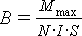 B = M_max / N·I·S